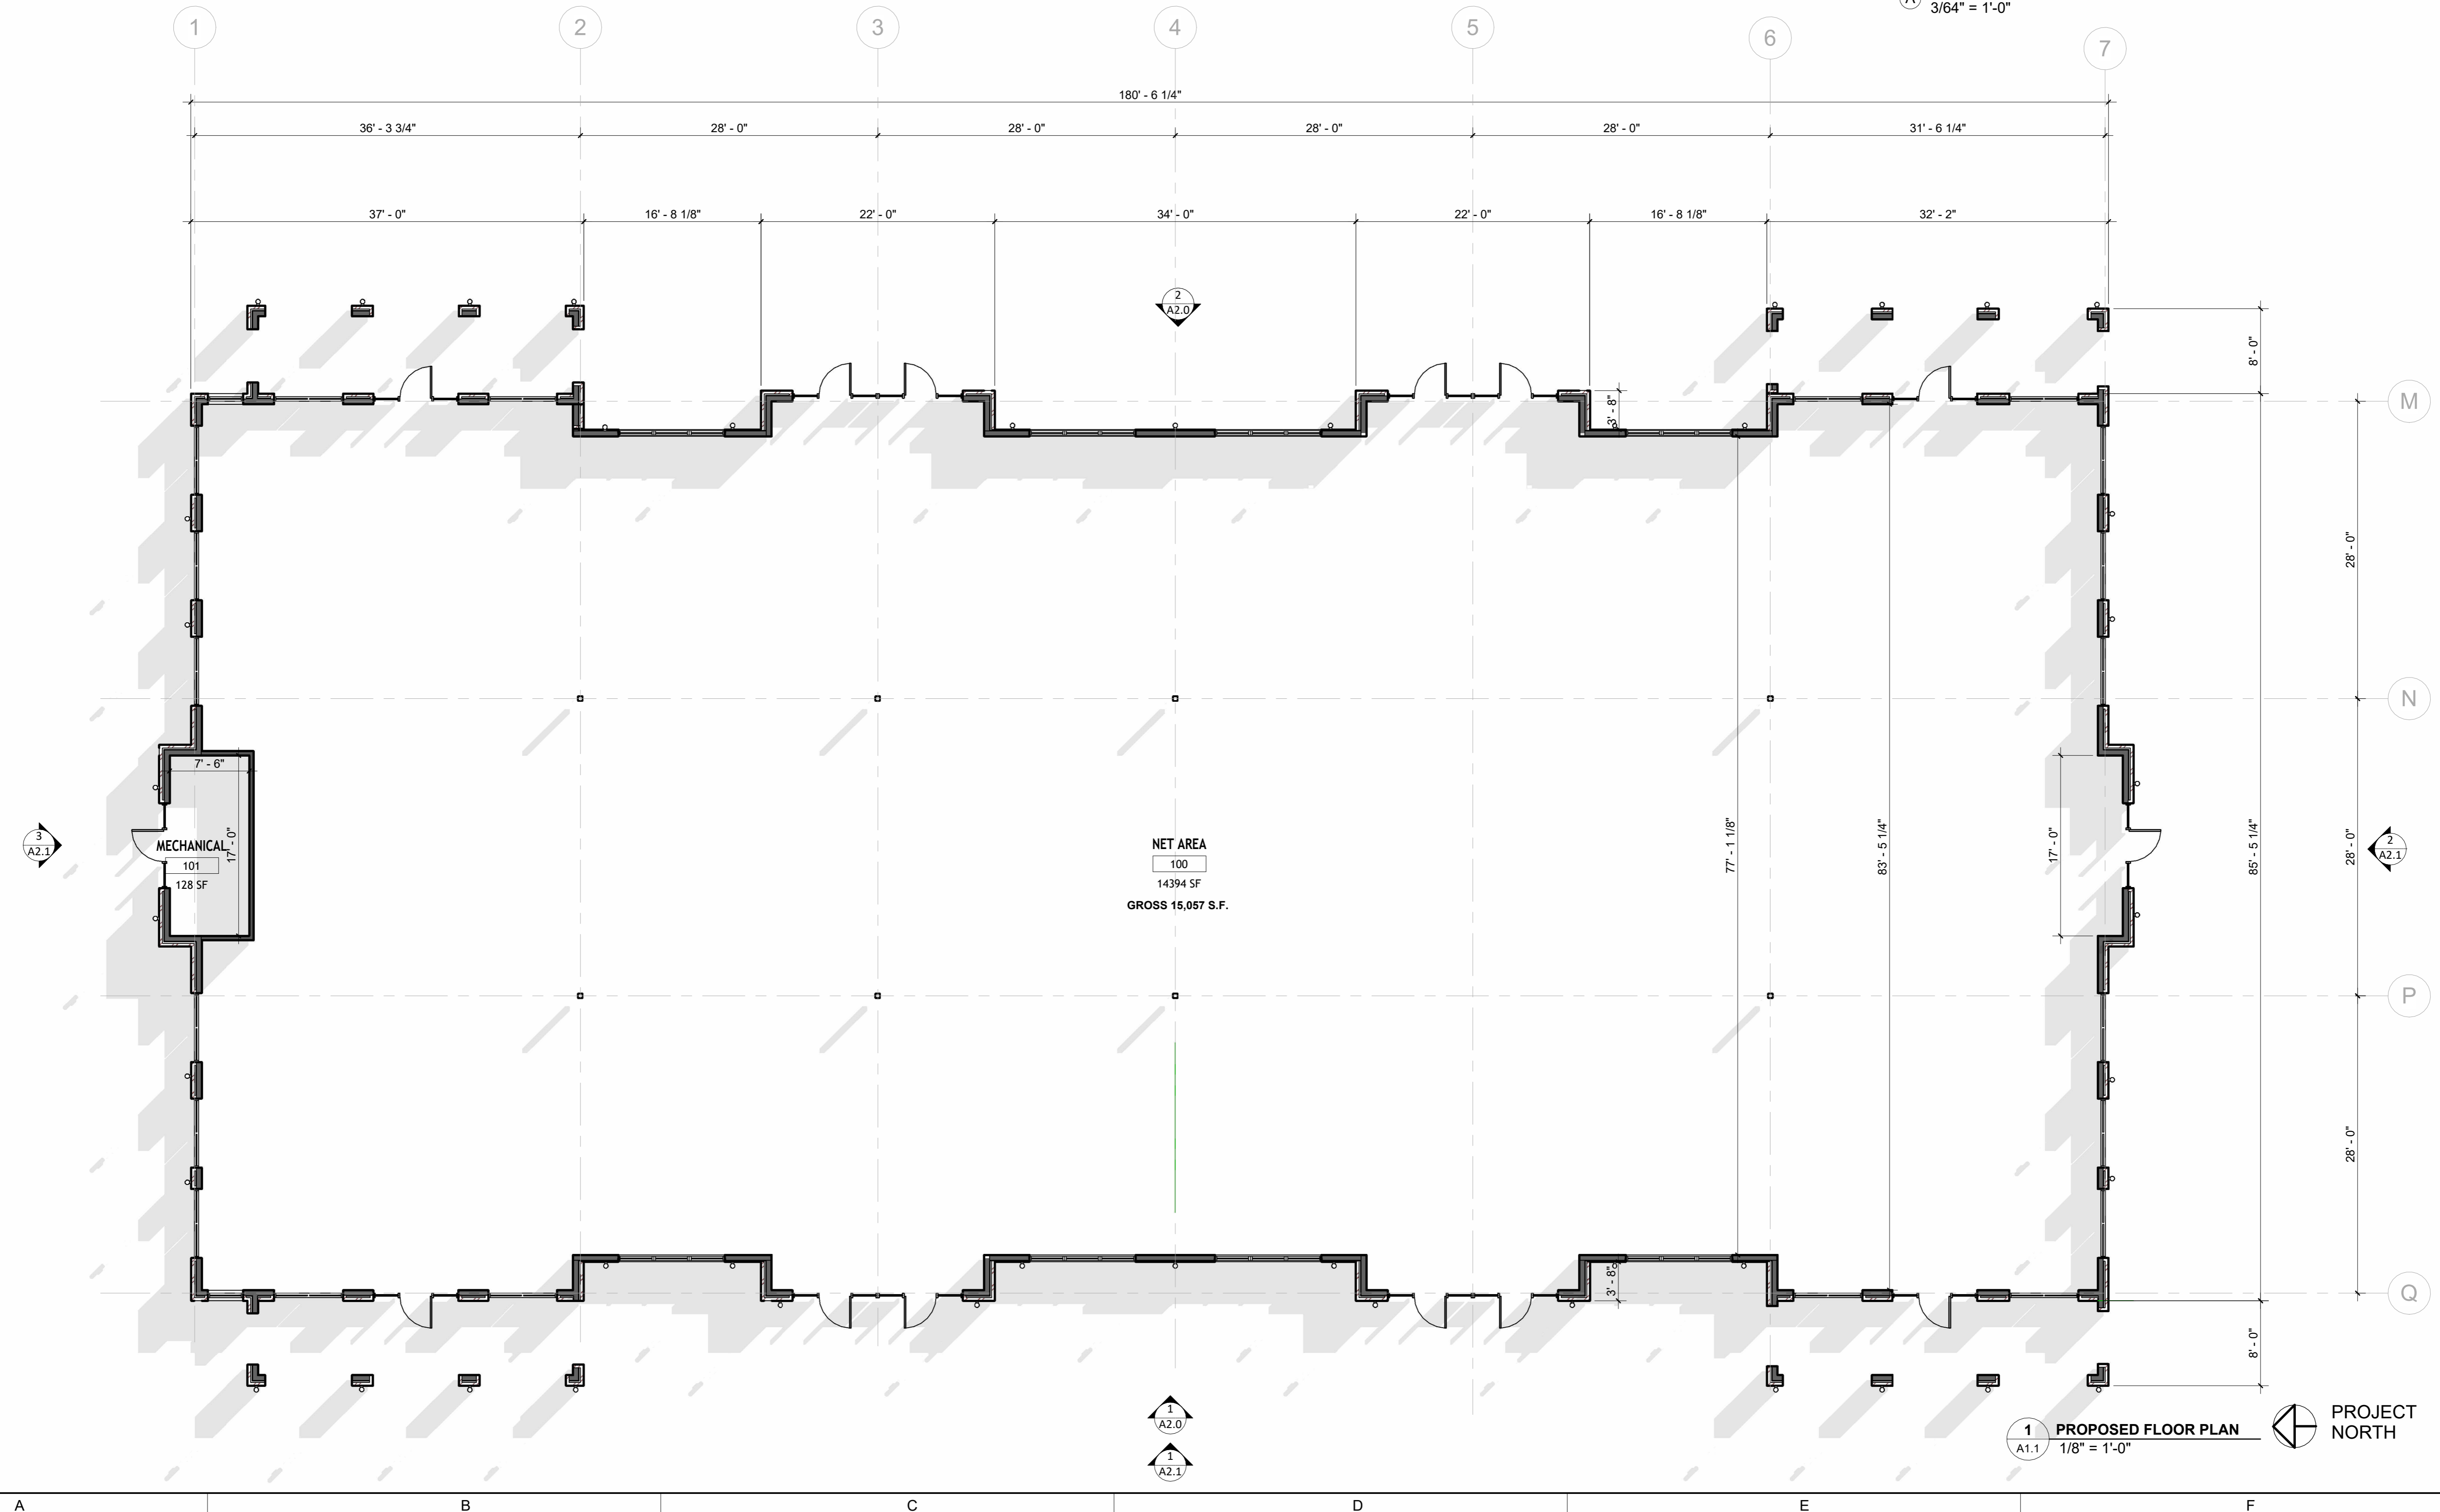 A
3/64" = 1'-0"
1 2 3 4 5 6 7
180' - 6 1/4"
36' - 3 3/4" 28' - 0" 28' - 0" 28' - 0" 28' - 0" 31' - 6 1/4"
37' - 0" 16' - 8 1/8" 22' - 0" 34' - 0" 22' - 0" 16' - 8 1/8" 32' - 2"
2
A2.0
8' - 0"
3' - 8"
M
28' - 0"
N
7' - 6"
17' - 0"
MECHANICAL
101
128 SF
3
A2.1
NET AREA
100
14394 SF
GROSS 15,057 S.F.
77' - 1 1/8"
83' - 5 1/4"
17' - 0"
85' - 5 1/4"
28' - 0"
2
A2.1
P
28' - 0"
3' - 8"
Q
8' - 0"
1
A2.0
1
A2.1
1
A1.1
PROPOSED FLOOR PLAN
1/8" = 1'-0"
PROJECT
NORTH
A B C D E F